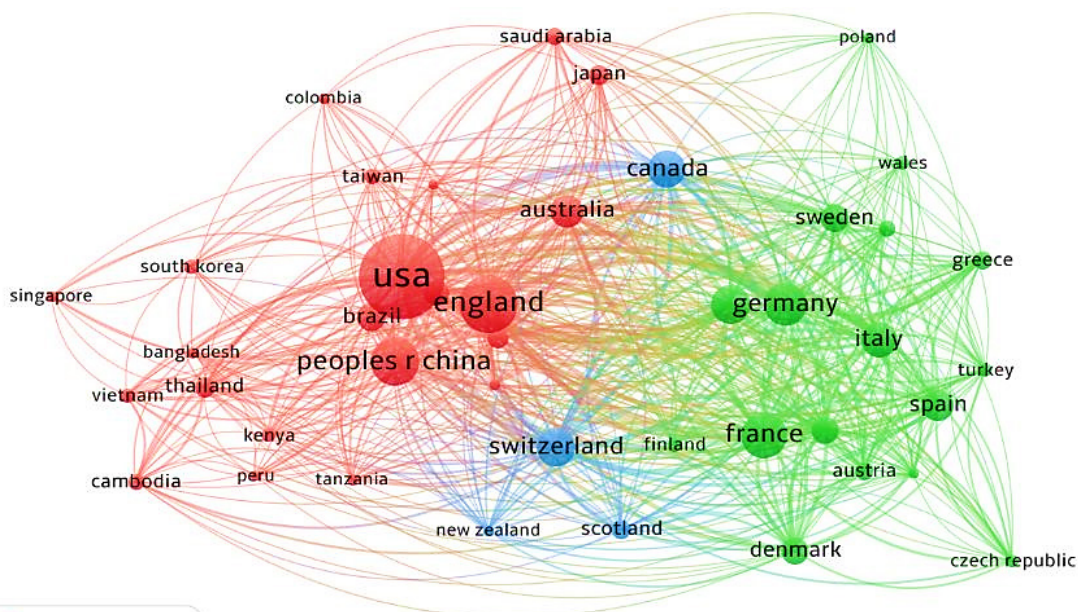 saudi arabia
poland
japan
colombia
wales
canada
taiwan
australia
sweden
greece
south korea
usa
singapore
england
germany
brazil
italy
bangladesh
peoples r china
turkey
thailand
vietnam
spain
kenya
france
switzerland
finland
austria
peru
tanzania
cambodia
new zealand
scotland
denmark
czech republic